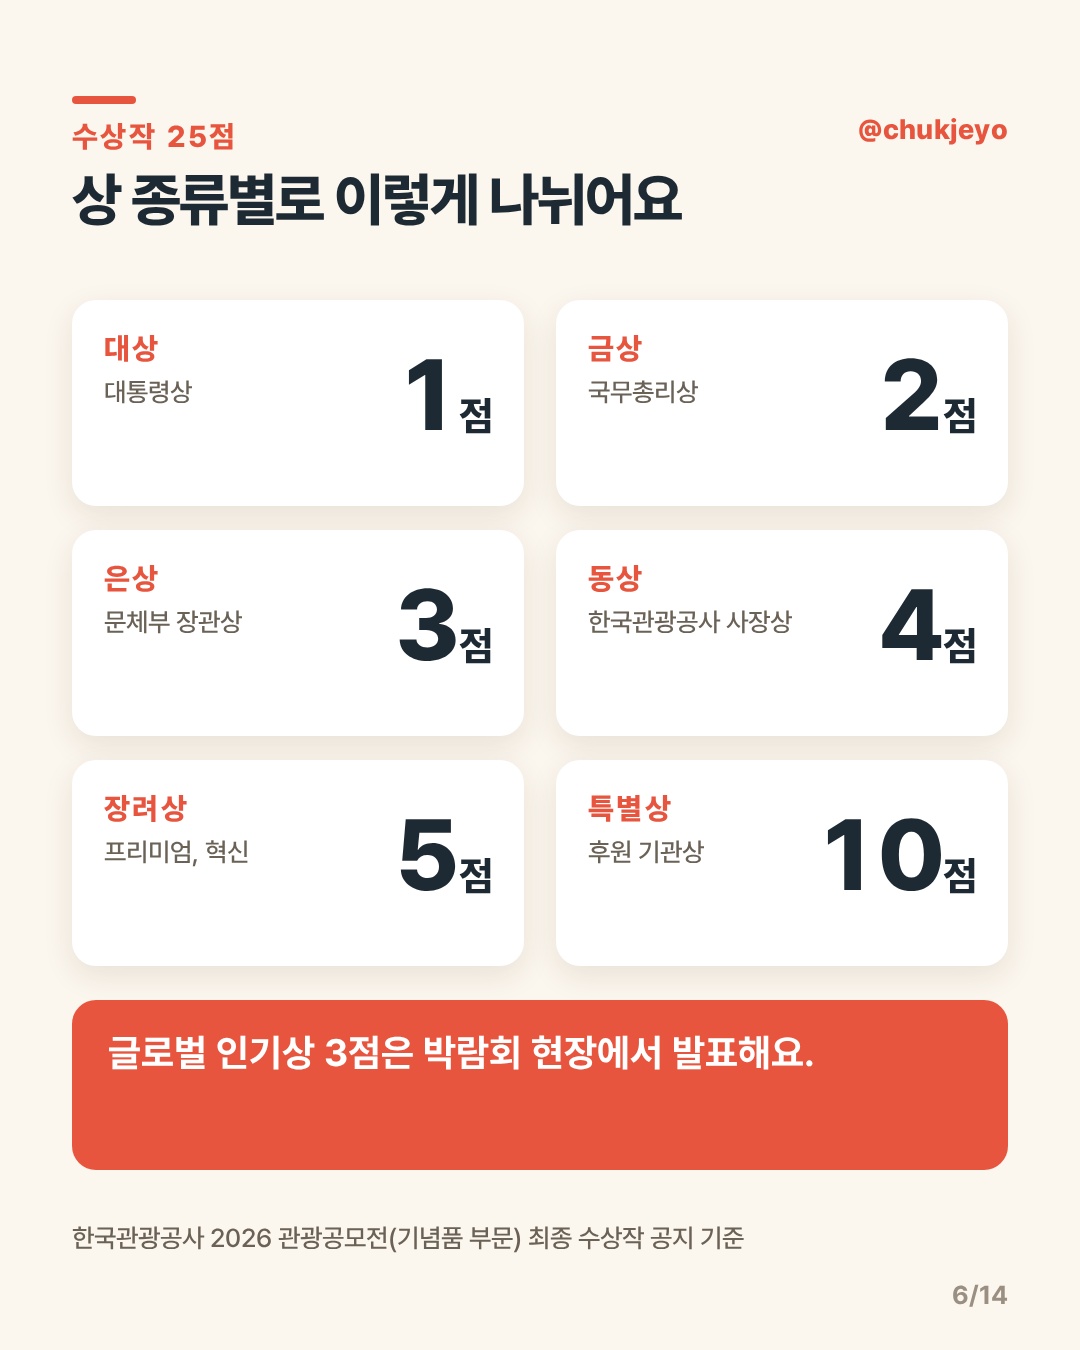 수상작 25점
@chukjeyo
상 종류별로 이렇게 나뉘어요
대상
대통령상
1점
금상
국무총리상
2점
은상
문체부 장관상
3점
동상
한국관광공사 사장상
4점
장려상
프리미엄, 혁신
5점
특별상
후원 기관상
10점
글로벌 인기상 3점은 박람회 현장에서 발표해요.
한국관광공사 2026 관광공모전(기념품 부문) 최종 수상작 공지 기준
6/14